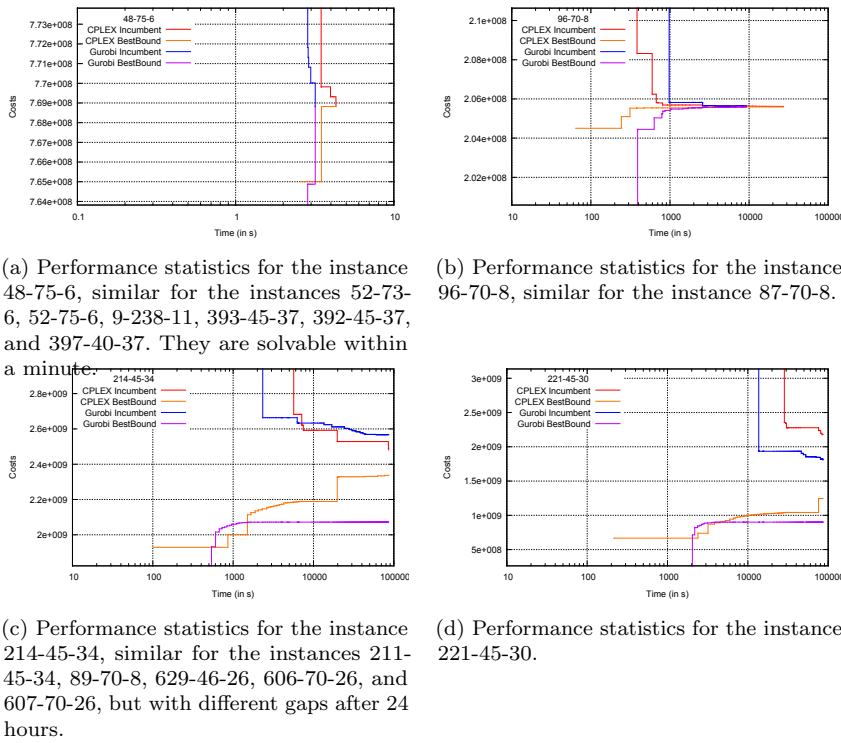 48-75-6
CPLEX Incumbent
CPLEX BestBound
Gurobi Incumbent
Gurobi BestBound
7.73e+008
7.72e+008
7.71e+008
7.7e+008
7.69e+008
7.68e+008
7.67e+008
7.66e+008
7.65e+008
7.64e+008
Costs
0.1 1 10
Time (in s)
96-70-8
CPLEX Incumbent
CPLEX BestBound
Gurobi Incumbent
Gurobi BestBound
2.1e+008
2.08e+008
2.06e+008
2.04e+008
2.02e+008
Costs
10 100 1000 10000 100000
Time (in s)
(a) Performance statistics for the instance
48-75-6, similar for the instances 52-73-
6, 52-75-6, 9-238-11, 393-45-37, 392-45-37,
and 397-40-37. They are solvable within
a minute.
(b) Performance statistics for the instance
96-70-8, similar for the instance 87-70-8.
214-45-34
CPLEX Incumbent
CPLEX BestBound
Gurobi Incumbent
Gurobi BestBound
2.8e+009
2.6e+009
2.4e+009
2.2e+009
2e+009
Costs
10 100 1000 10000 100000
Time (in s)
221-45-30
CPLEX Incumbent
CPLEX BestBound
Gurobi Incumbent
Gurobi BestBound
3e+009
2.5e+009
2e+009
1.5e+009
1e+009
5e+008
Costs
10 100 1000 10000 100000
Time (in s)
(c) Performance statistics for the instance
214-45-34, similar for the instances 211-
45-34, 89-70-8, 629-46-26, 606-70-26, and
607-70-26, but with different gaps after 24
hours.
(d) Performance statistics for the instance
221-45-30.